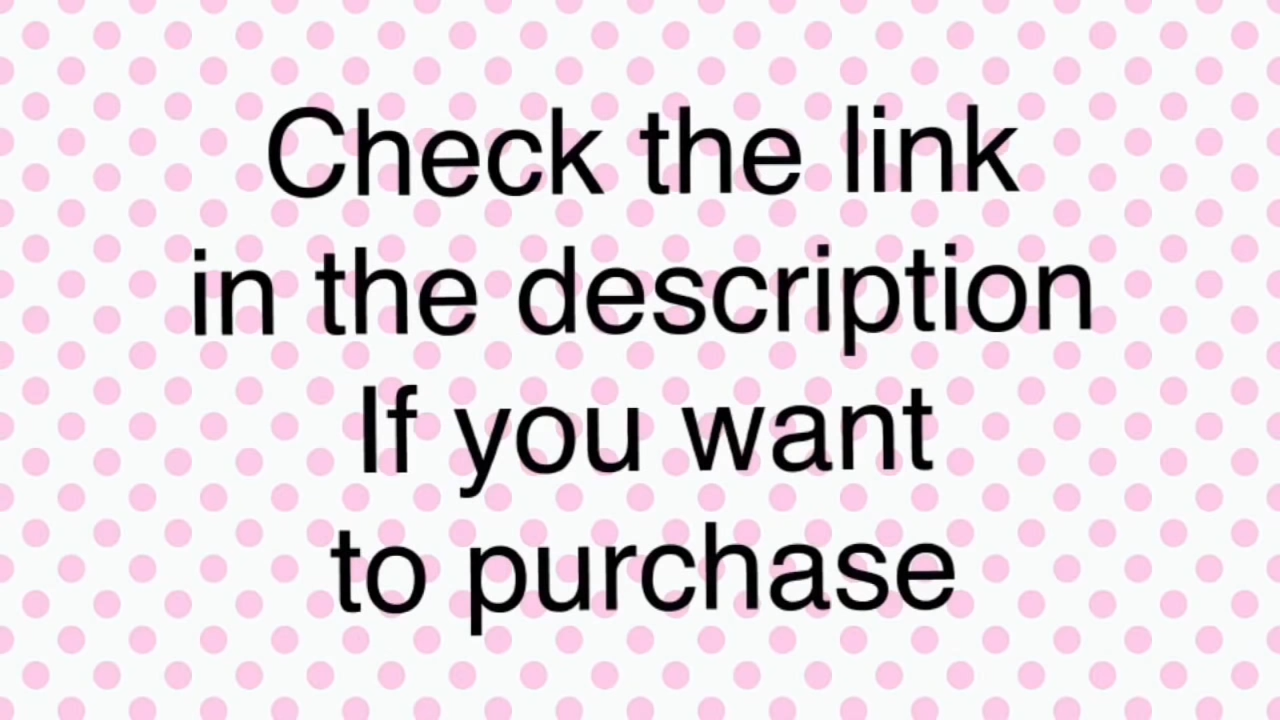 Check the link
in the description
If you want
to purchase